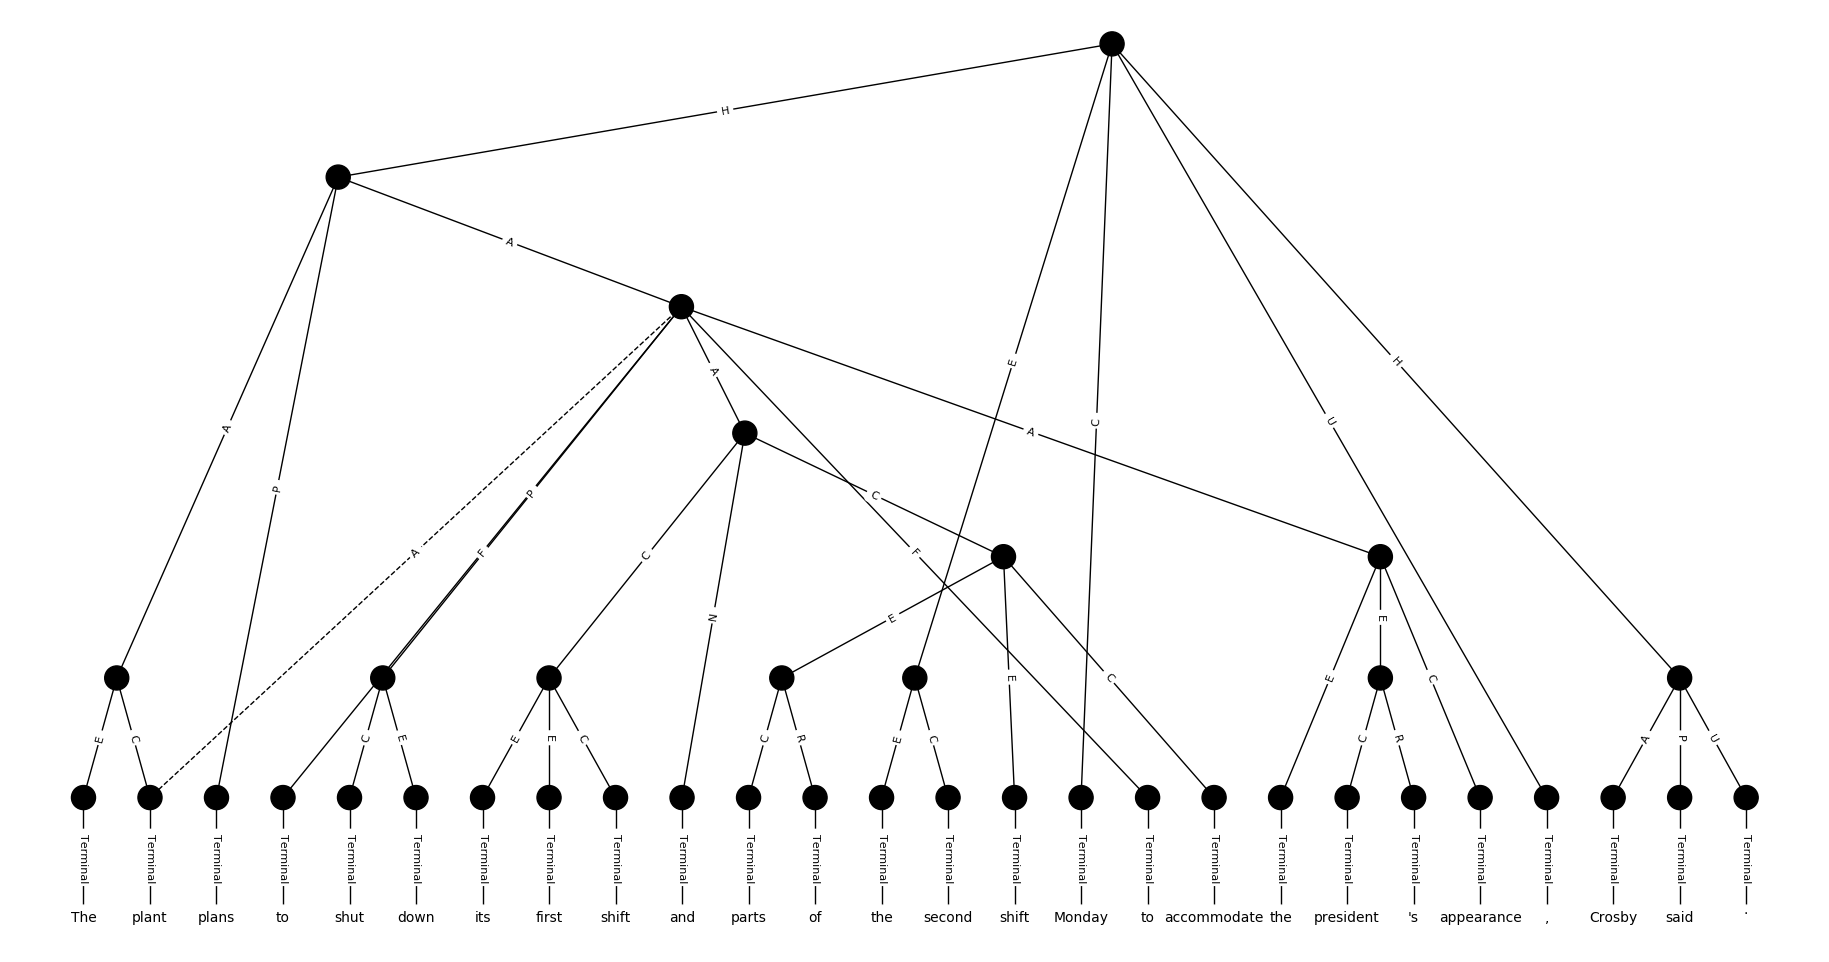 H
A
A
E
A
C
U
H
A
P
A
P
C
A
F
C
F
N
E
E
E
E
C
C
E
C
C
E
E
E
C
C
R
E
C
C
R
A
P
U
Terminal Terminal Terminal Terminal Terminal Terminal Terminal Terminal Terminal Terminal Terminal Terminal Terminal Terminal Terminal Terminal Terminal Terminal Terminal Terminal Terminal Terminal Terminal Terminal Terminal Terminal
The plant plans to shut down its first shift and parts of the second shift Monday to accommodate the president 's appearance , Crosby said .